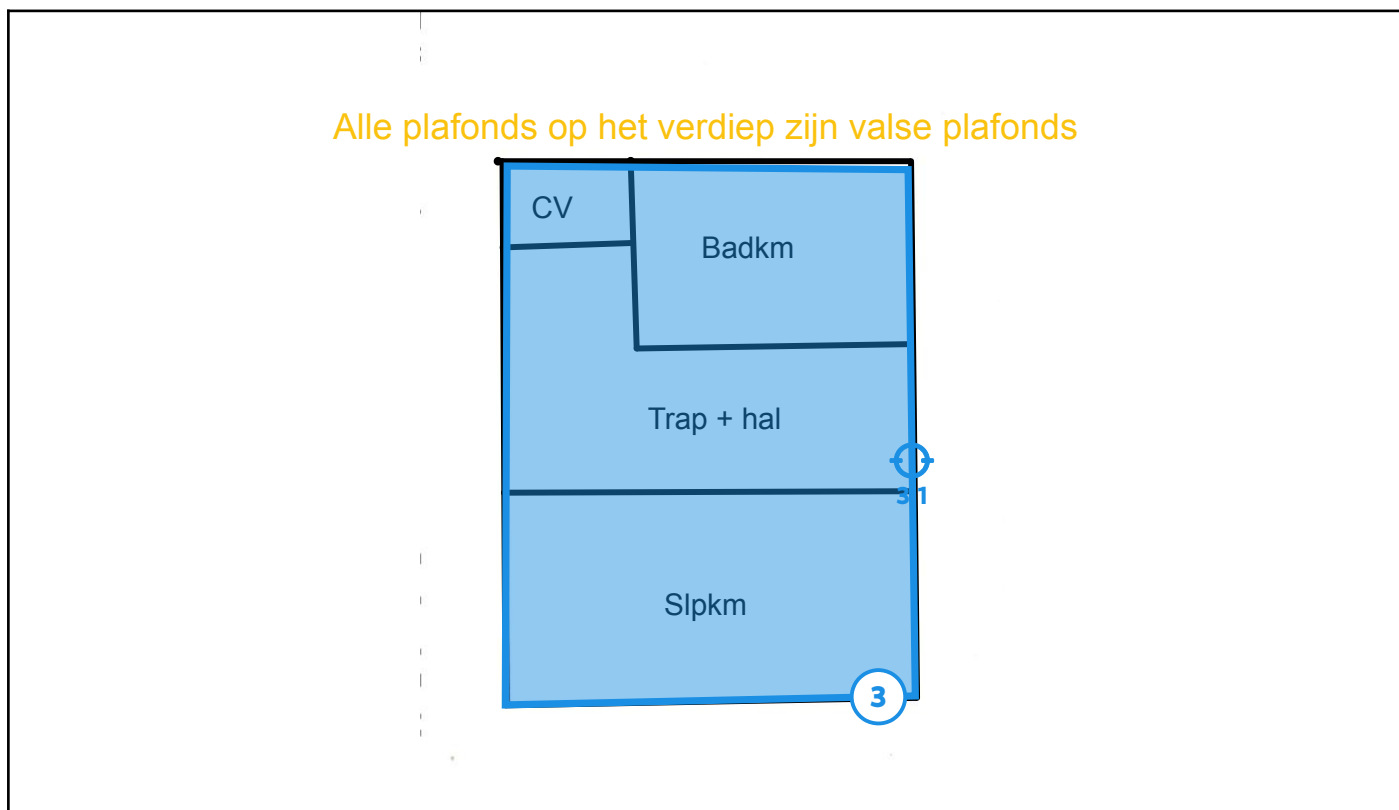 Alle plafonds op het verdiep zijn valse plafonds
CV
Badkm
Trap + hal
3 1
Slpkm
3